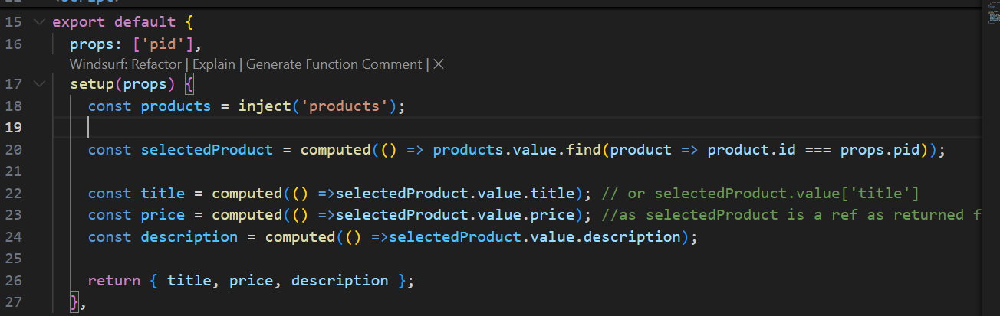 15 export default {
16 props: ['pid'],
Windsurf: Refactor | Explain | Generate Function Comment | ×
17 setup(props) {
18 const products = inject('products');
19
20 const selectedProduct = computed(() => products.value.find(product => product.id === props.pid));
21
22 const title = computed(() =>selectedProduct.value.title); // or selectedProduct.value['title']
23 const price = computed(() =>selectedProduct.value.price); //as selectedProduct is a ref as returned f
24 const description = computed(() =>selectedProduct.value.description);
25
26 return { title, price, description };
27 },